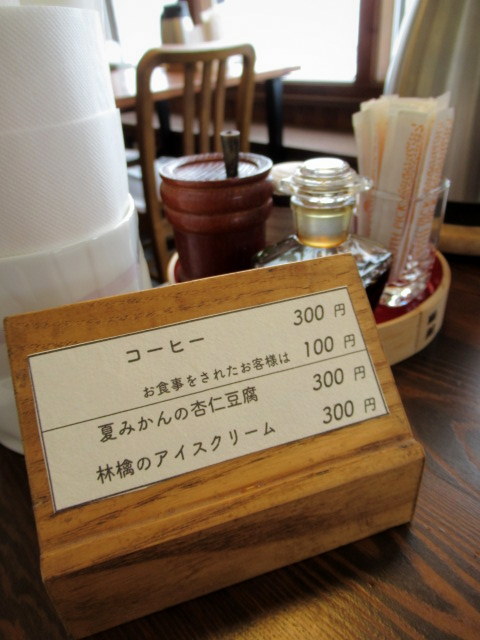 コーヒー 300 円
お食事をされたお客様は 100 円
夏みかんの杏仁豆腐 300 円
林檎のアイスクリーム 300 円